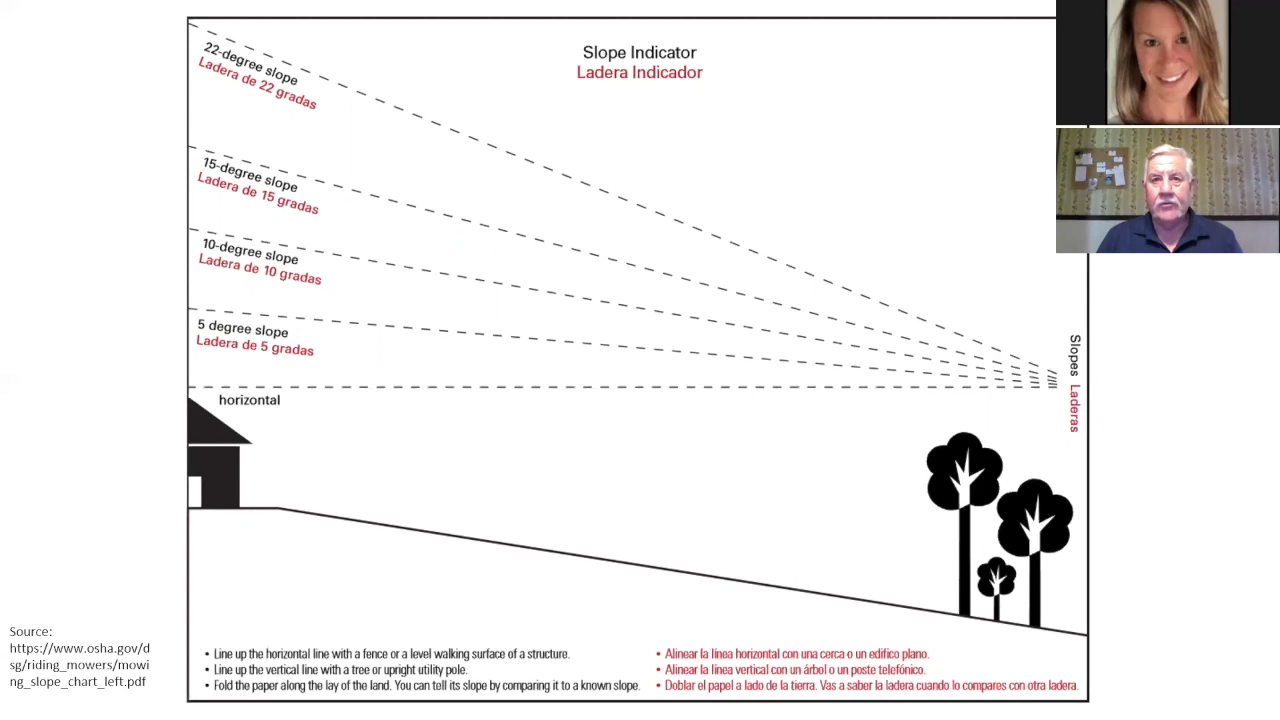 Slope Indicator
Ladera Indicador
22-degree slope
Ladera de 22 gradas
15-degree slope
Ladera de 15 gradas
10-degree slope
Ladera de 10 gradas
5 degree slope
Ladera de 5 gradas
horizontal
Slopes Laderas
• Line up the horizontal line with a fence or a level walking surface of a structure.
• Line up the vertical line with a tree or upright utility pole.
• Fold the paper along the lay of the land. You can tell its slope by comparing it to a known slope.
• Alinear la línea horizontal con una cerca o un edifico plano.
• Alinear la línea vertical con un árbol o un poste telefónico.
• Doblar el papel a lado de la tierra. Vas a saber la ladera cuando lo compares con otra ladera.
Source:
https://www.osha.gov/d
sg/riding_mowers/mowi
ng_slope_chart_left.pdf